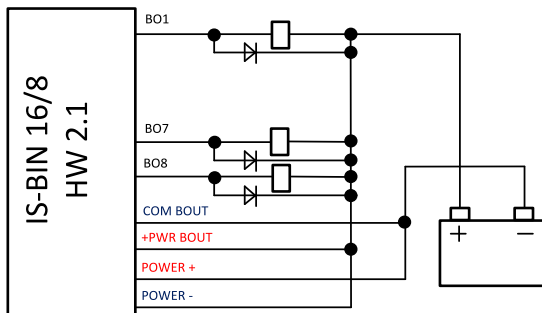 IS-BIN 16/8
HW 2.1
BO1
BO7
BO8
COM BOUT
+PWR BOUT
POWER +
POWER -
+ −